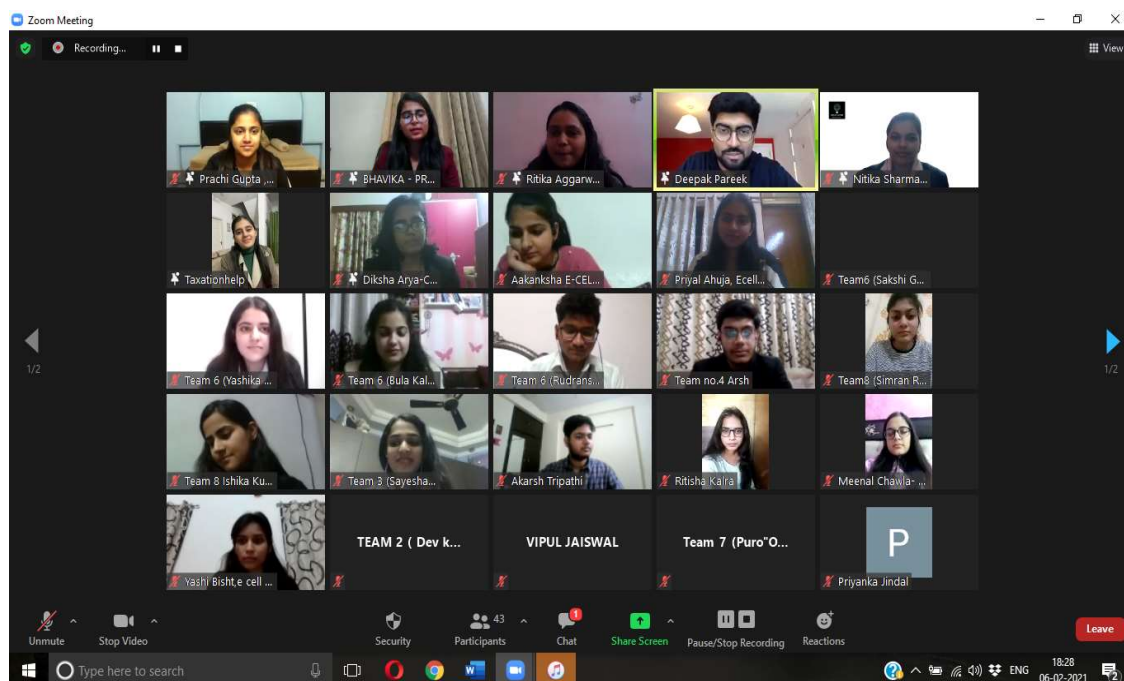 Zoom Meeting
Recording...
View
Prachi Gupta ,...
BHAVIKA - PR...
Ritika Aggarw...
Deepak Pareek
Nitika Sharma...
Taxationhelp
Diksha Arya-C...
Aakanksha E-CEL...
Priyal Ahuja, Ecell...
Team6 (Sakshi G...
1/2
1/2
Team 6 (Yashika ...
Team 6 (Bula Kal...
Team 6 (Rudrans...
Team no.4 Arsh
Team8 (Simran R...
Team 8 Ishika Ku...
Team 3 (Sayesha...
Akarsh Tripathi
Ritisha Kalra
Meenal Chawla- ...
Yashi Bisht,e cell ...
TEAM 2 ( Dev k...
VIPUL JAISWAL
Team 7 (Puro"O...
P
Priyanka Jindal
Unmute
Stop Video
Security
43
Participants
1
Chat
Share Screen
Pause/Stop Recording
Reactions
Leave
Type here to search
ENG
18:28
06-02-2021
2